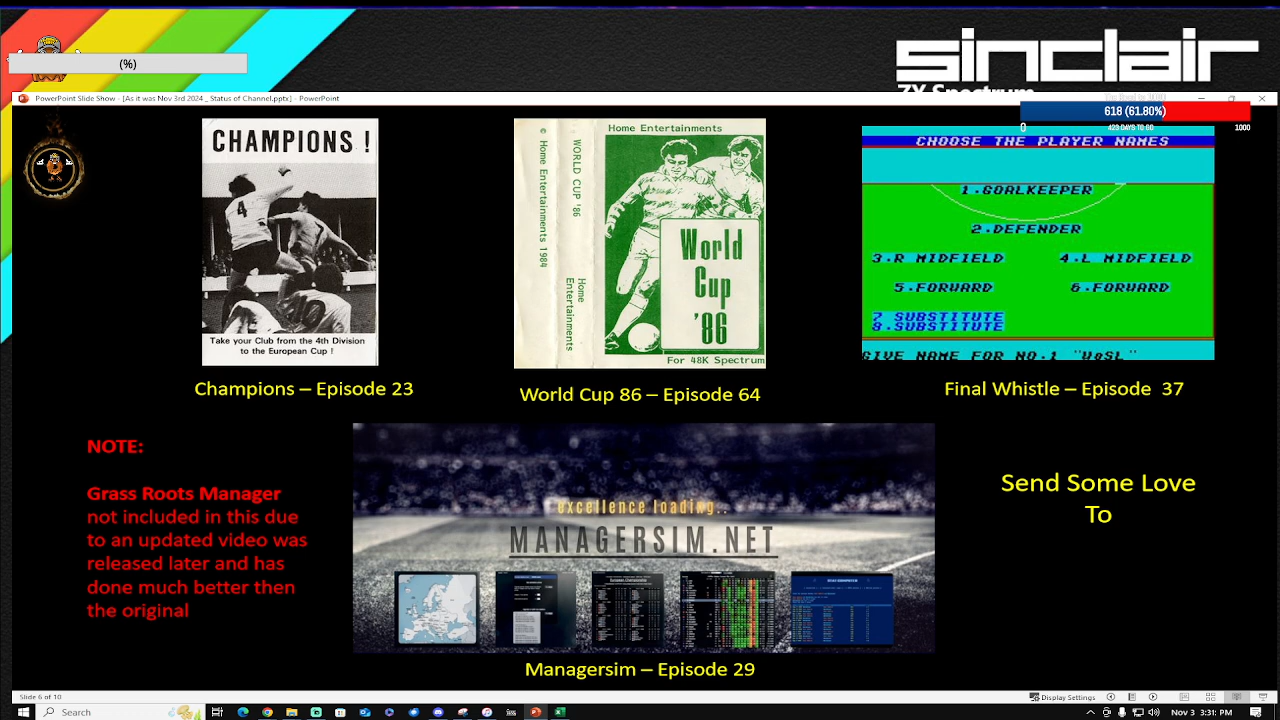 sinclair
ZX Spectrum
(%)
PowerPoint Slide Show - [As it was Nov 3rd 2024 _ Status of Channel.pptx] - PowerPoint
618 (61.80%)
0
423 DAYS TO GO
1000
CHAMPIONS !
4
Take your Club from the 4th Division
to the European Cup !
Champions – Episode 23
© Home Entertainments 1984
WORLD CUP '86
Home Entertainments
Home Entertainments
World
Cup
'86
For 48K Spectrum
World Cup 86 – Episode 64
CHOOSE THE PLAYER NAMES
1.GOALKEEPER
2.DEFENDER
3.R MIDFIELD
4.L MIDFIELD
5.FORWARD
6.FORWARD
7 SUBSTITUTE
8.SUBSTITUTE
GIVE NAME FOR NO.1 "WGSL"
Final Whistle – Episode 37
NOTE:
Grass Roots Manager
not included in this due
to an updated video was
released later and has
done much better then
the original
excellence loading..
MANAGERSIM.NET
Managersim – Episode 29
Send Some Love
To
Slide 6 of 10
Display Settings
Search
Nov 3 3:31: PM